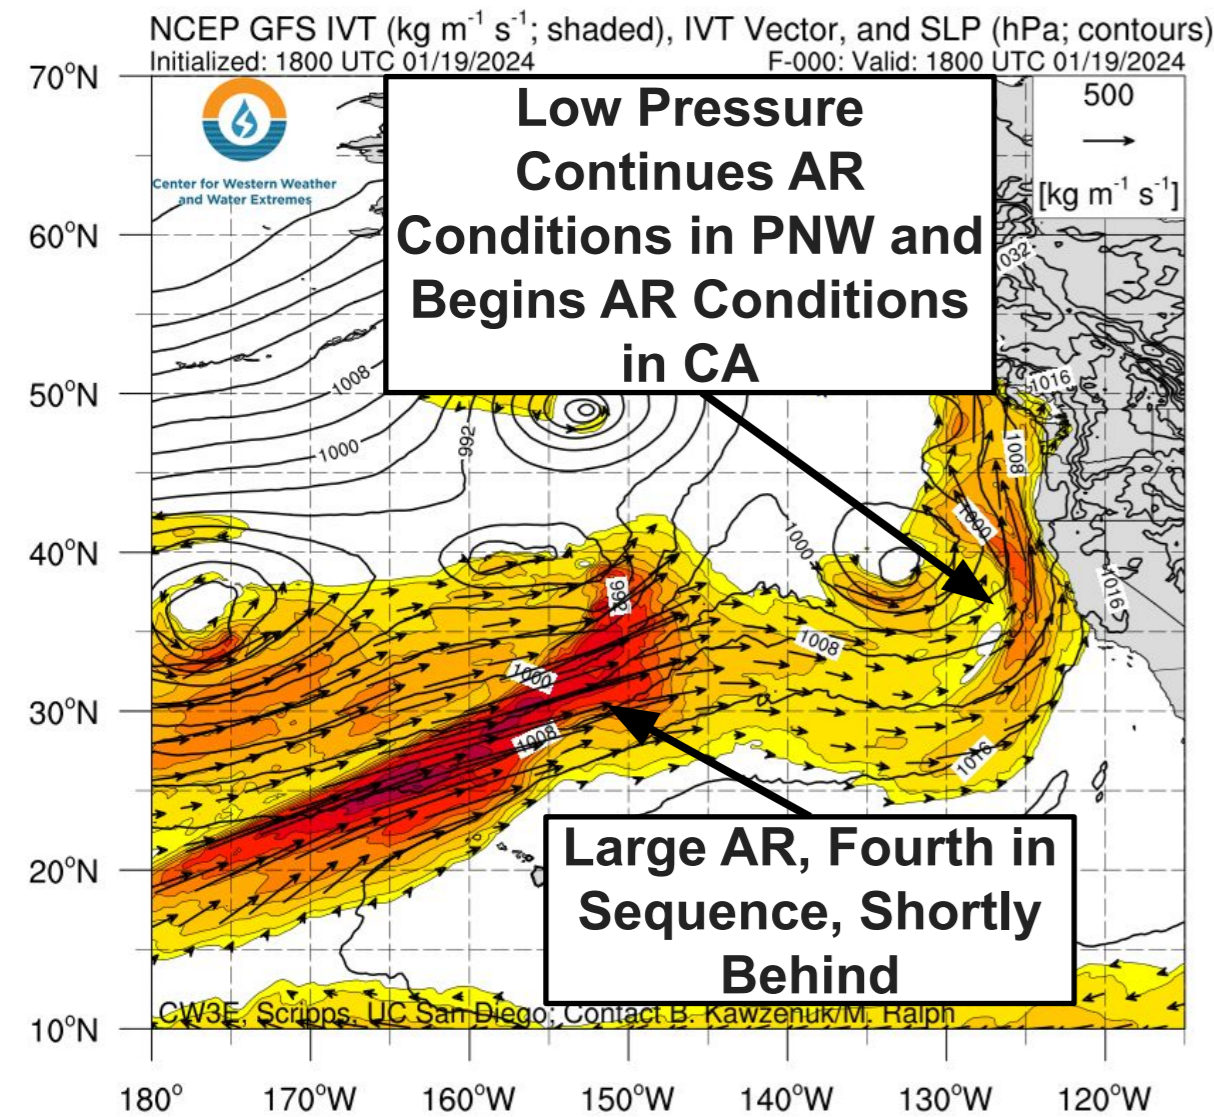 NCEP GFS IVT (kg m⁻¹ s⁻¹; shaded), IVT Vector, and SLP (hPa; contours)
Initialized: 1800 UTC 01/19/2024
F-000: Valid: 1800 UTC 01/19/2024
70°N
60°N
50°N
40°N
30°N
20°N
10°N
Center for Western Weather
and Water Extremes
Low Pressure
Continues AR
Conditions in PNW and
Begins AR Conditions
in CA
500
[kg m⁻¹ s⁻¹]
1032
1016
1008
1000
992
1008
1000
1000
992
1016
1008
1000
1008
1016
Large AR, Fourth in
Sequence, Shortly
Behind
CW3E, Scripps, UC San Diego; Contact B. Kawzenuk/M. Ralph
180°
170°W
160°W
150°W
140°W
130°W
120°W